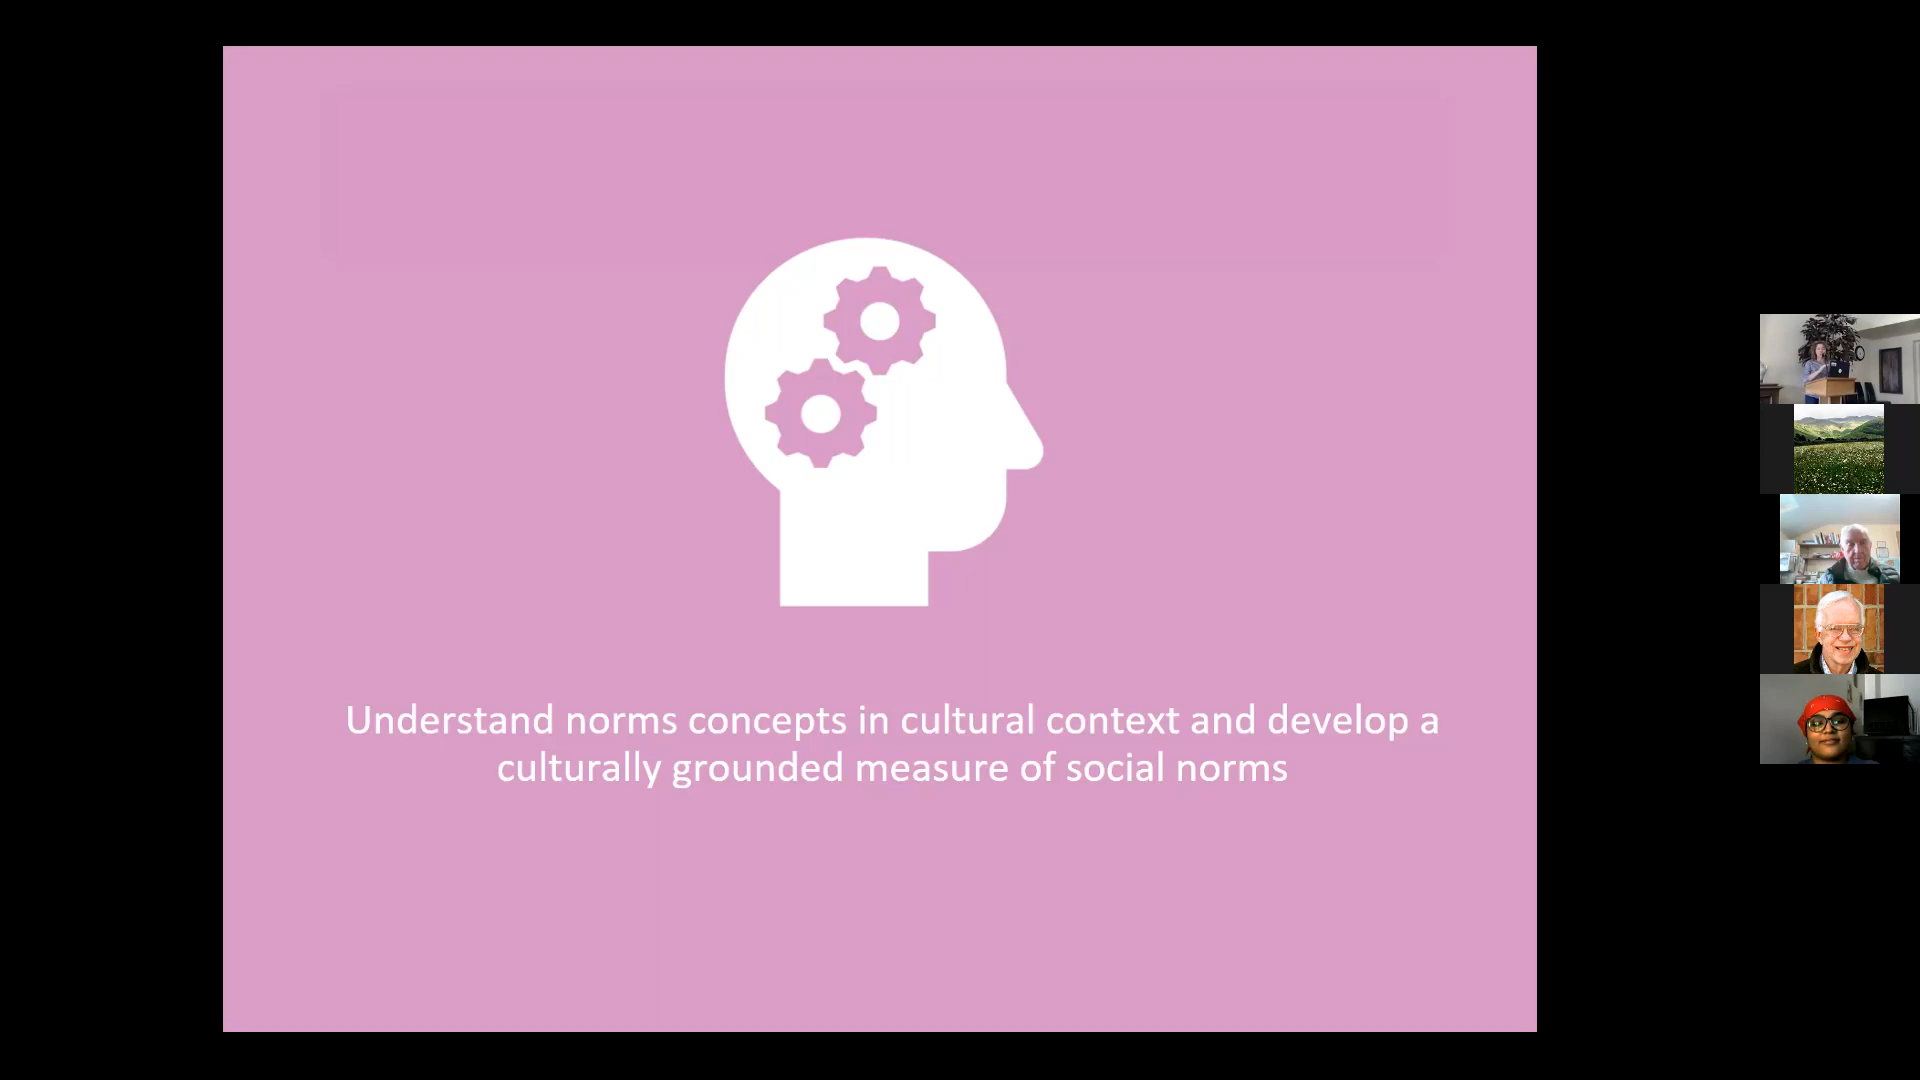 Understand norms concepts in cultural context and develop a
culturally grounded measure of social norms